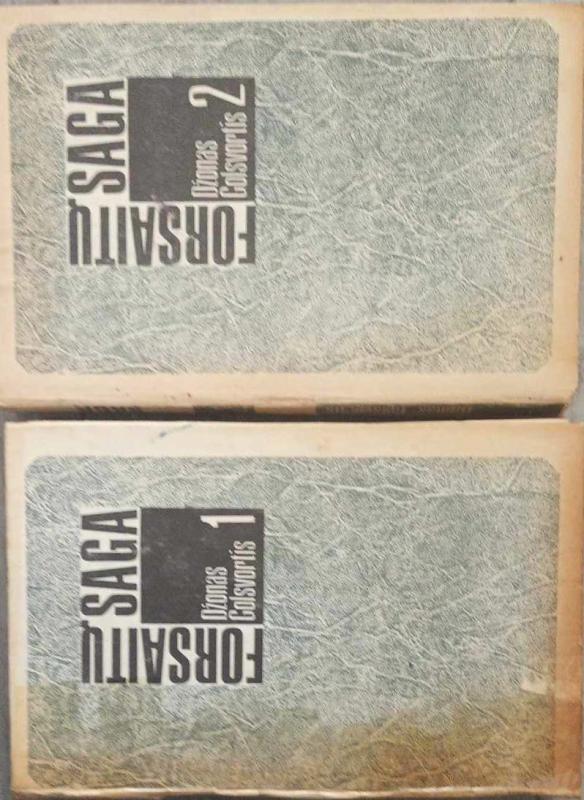 FORSAITŲ
SAGA
Džonas
Golsvortis 1
FORSAITŲ
SAGA
Džonas
Golsvortis 2